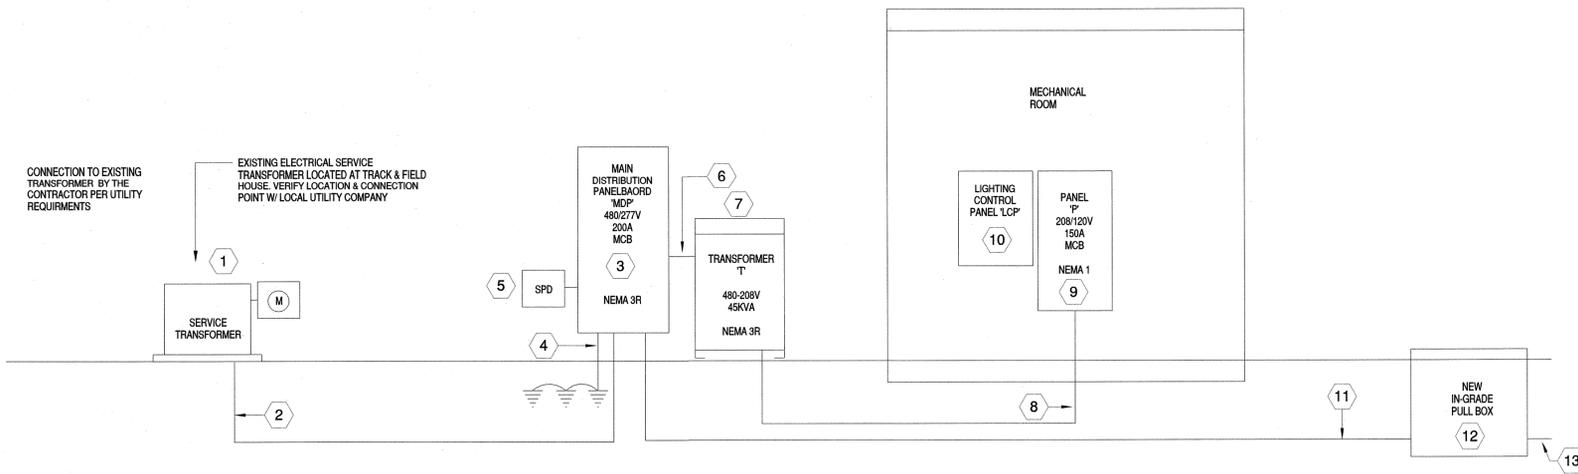 CONNECTION TO EXISTING
TRANSFORMER BY THE
CONTRACTOR PER UTILITY
REQUIRMENTS
EXISTING ELECTRICAL SERVICE
TRANSFORMER LOCATED AT TRACK & FIELD
HOUSE. VERIFY LOCATION & CONNECTION
POINT W/ LOCAL UTILITY COMPANY
1
M
SERVICE
TRANSFORMER
2
MAIN
DISTRIBUTION
PANELBAORD
'MDP'
480/277V
200A
MCB
3
NEMA 3R
5
SPD
4
6
7
TRANSFORMER
'T'
480-208V
45KVA
NEMA 3R
MECHANICAL
ROOM
LIGHTING
CONTROL
PANEL 'LCP'
10
PANEL
'P'
208/120V
150A
MCB
NEMA 1
9
8
11
NEW
IN-GRADE
PULL BOX
12
13